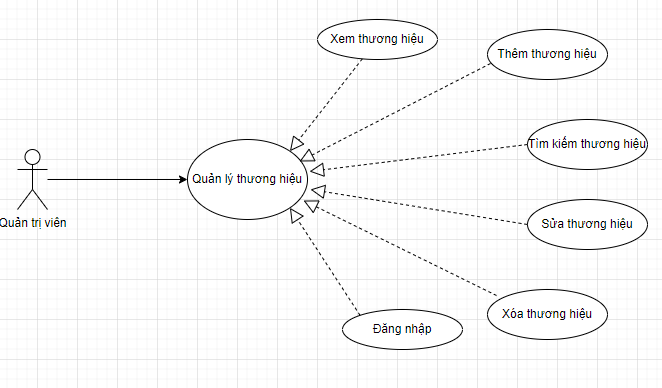 Xem thương hiệu
Thêm thương hiệu
Tìm kiếm thương hiệu
Quản lý thương hiệu
Quản trị viên
Sửa thương hiệu
Xóa thương hiệu
Đăng nhập